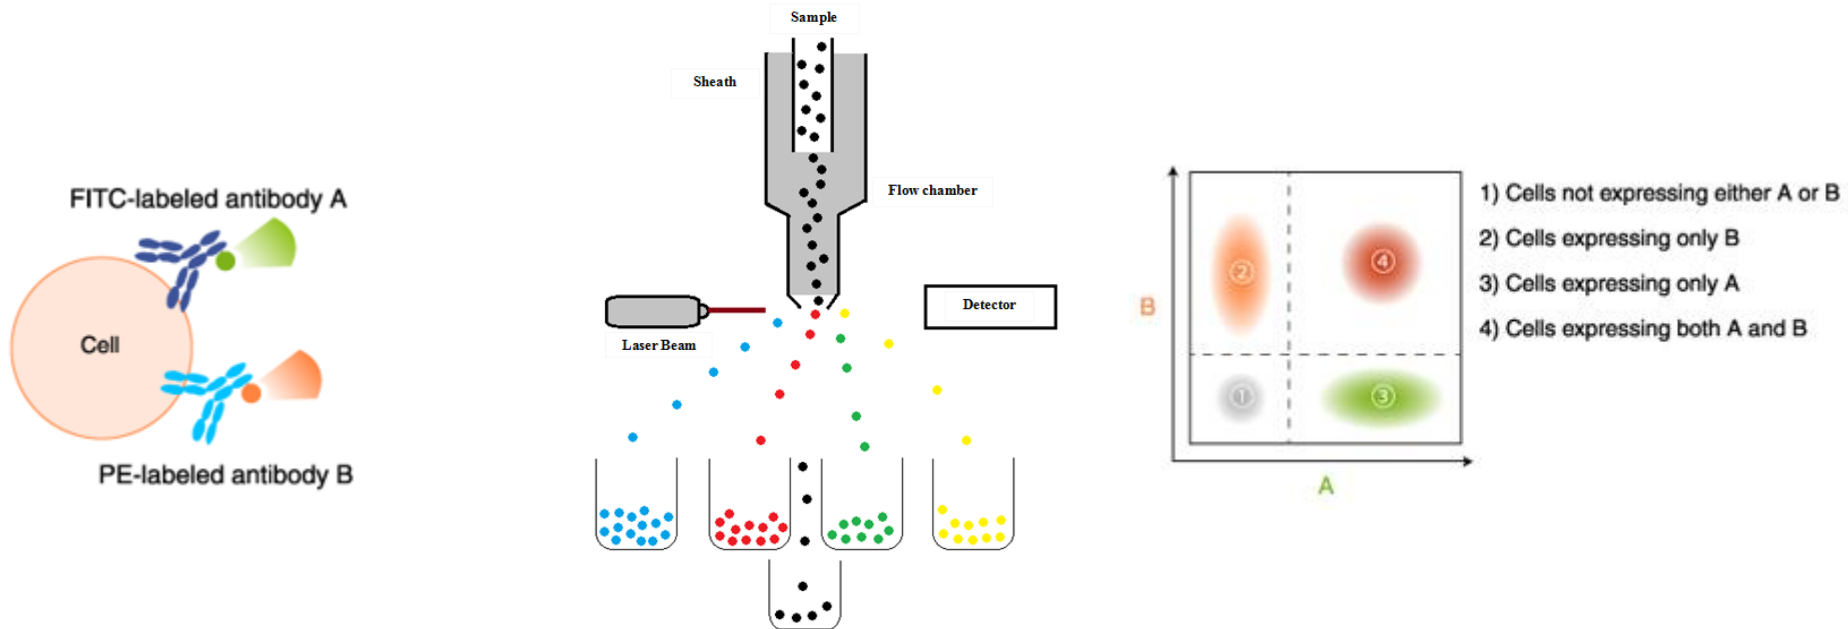 FITC-labeled antibody A
Cell
PE-labeled antibody B
Sample
Sheath
Flow chamber
Laser Beam
Detector
B
A
②
④
①
③
1) Cells not expressing either A or B
2) Cells expressing only B
3) Cells expressing only A
4) Cells expressing both A and B